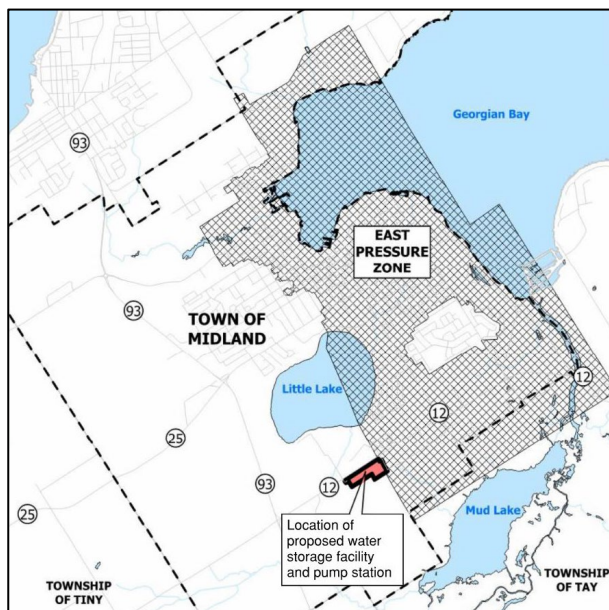 93
Georgian Bay
EAST
PRESSURE
ZONE
93
TOWN OF
MIDLAND
Little Lake
12
12
25
93
12
25
Location of
proposed water
storage facility
and pump station
Mud Lake
TOWNSHIP
OF TINY
TOWNSHIP
OF TAY